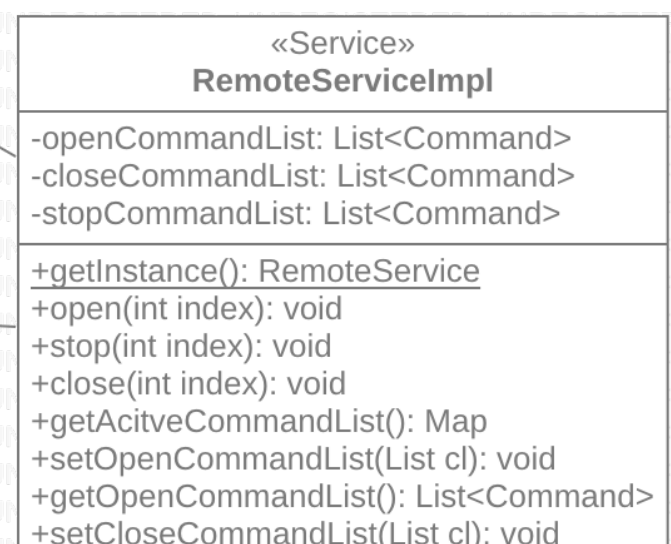 «Service»
RemoteServiceImpl
-openCommandList: List<Command>
-closeCommandList: List<Command>
-stopCommandList: List<Command>
+getInstance(): RemoteService
+open(int index): void
+stop(int index): void
+close(int index): void
+getAcitveCommandList(): Map
+setOpenCommandList(List cl): void
+getOpenCommandList(): List<Command>
+setCloseCommandList(List cl): void